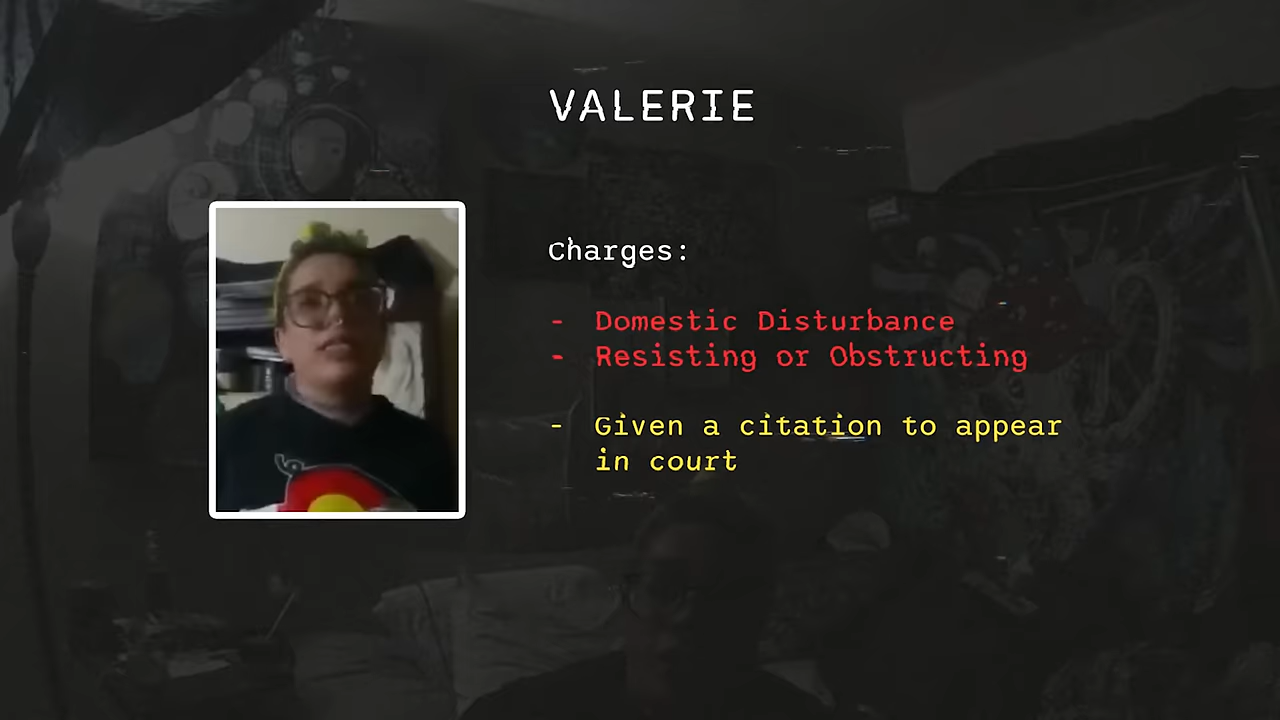 VALERIE
Charges:
- Domestic Disturbance
- Resisting or Obstructing
- Given a citation to appear
in court